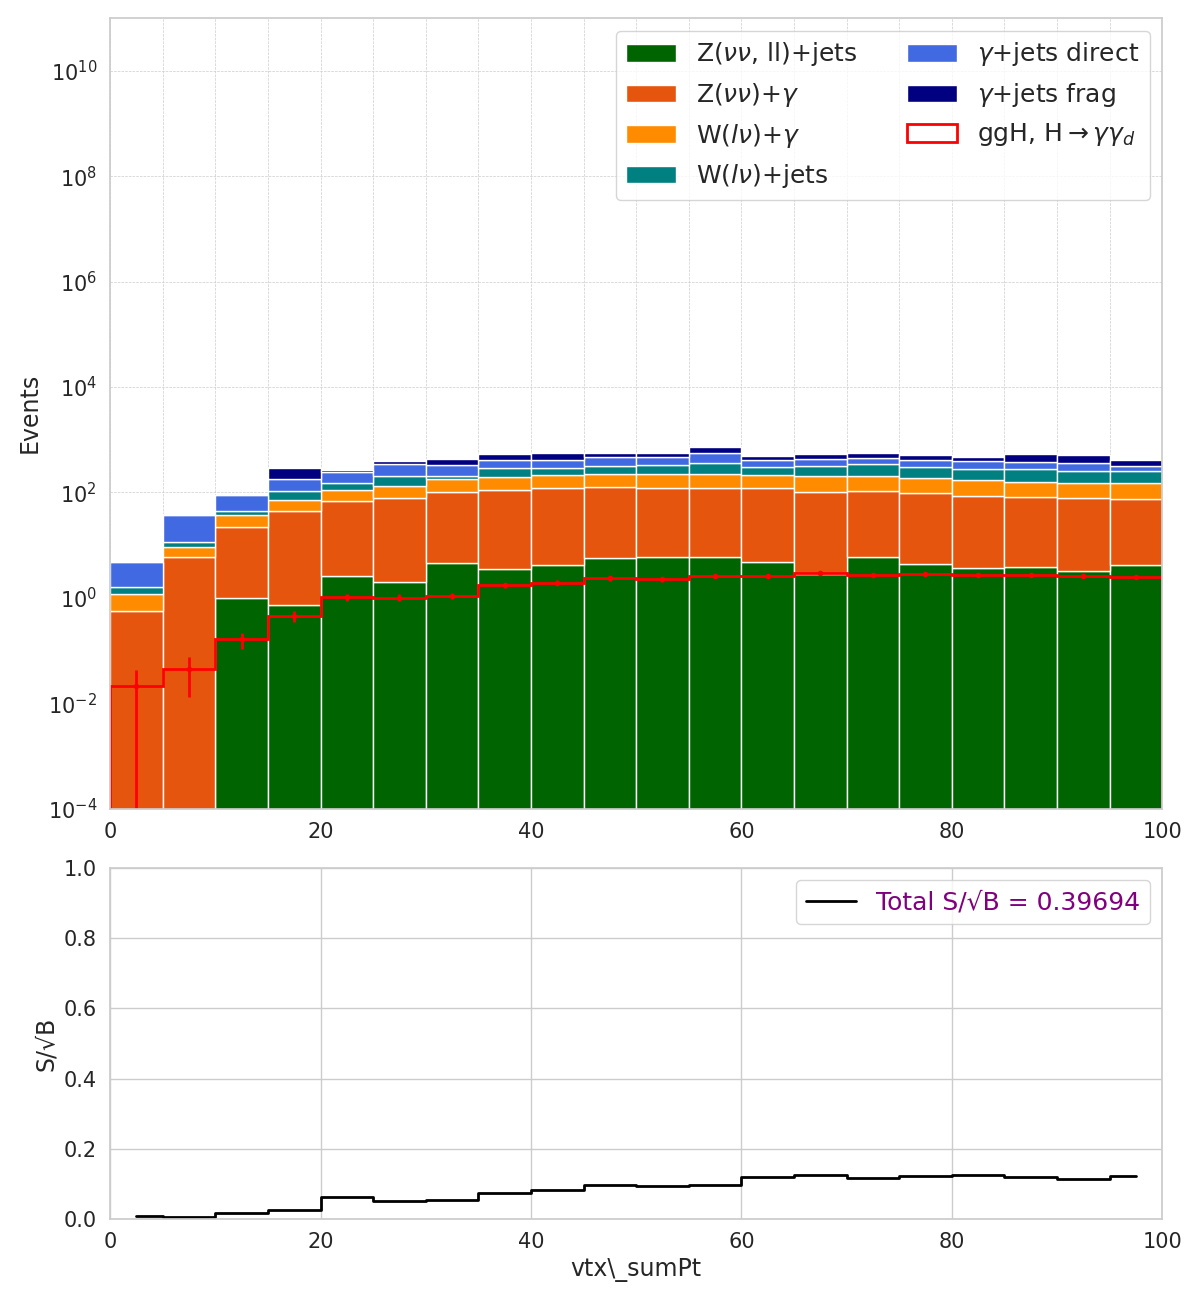 Z(νν, ll)+jets
Z(νν)+γ
W(lν)+γ
W(lν)+jets
γ+jets direct
γ+jets frag
ggH, H→γγ_d
Events
10^10
10^8
10^6
10^4
10^2
10^0
10^−2
10^−4
0 20 40 60 80 100
Total S/√B = 0.39694
S/√B
1.0
0.8
0.6
0.4
0.2
0.0
0 20 40 60 80 100
vtx\_sumPt